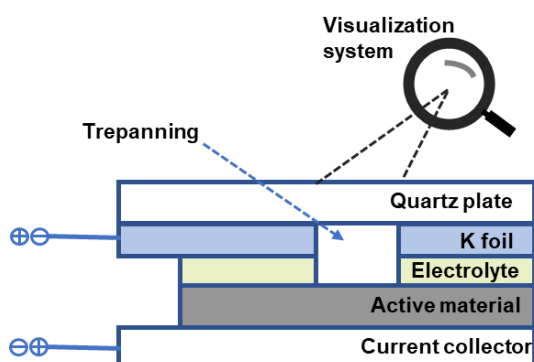 Visualization
system
Trepanning
Quartz plate
⊕⊖
K foil
Electrolyte
Active material
⊖⊕
Current collector